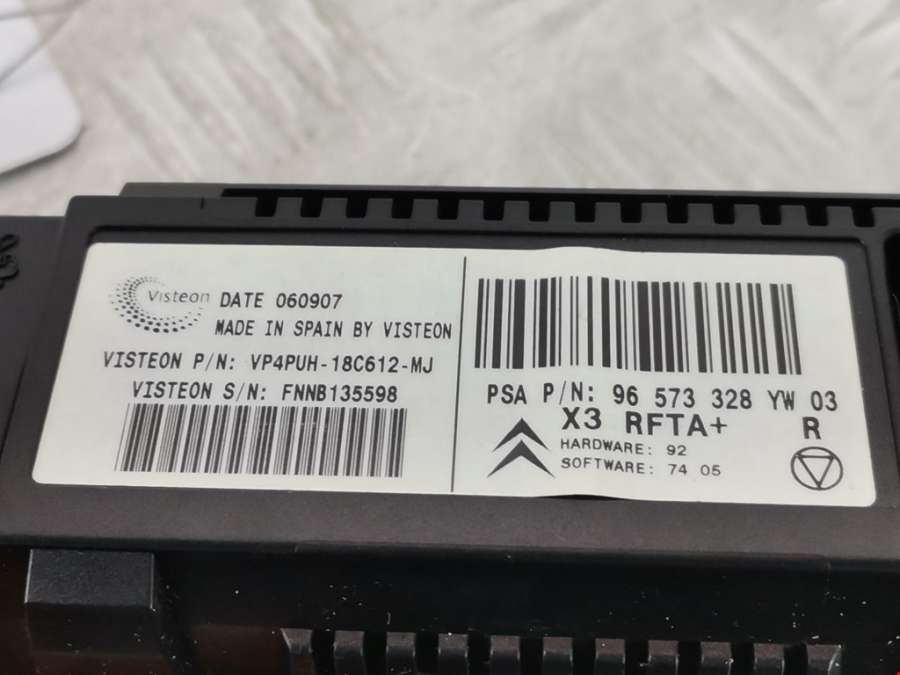 Visteon DATE 060907
MADE IN SPAIN BY VISTEON
VISTEON P/N: VP4PUH-18C612-MJ
VISTEON S/N: FNNB135598
PSA P/N: 96 573 328 YW 03
X3 RFTA+ R
HARDWARE: 92
SOFTWARE: 74 05